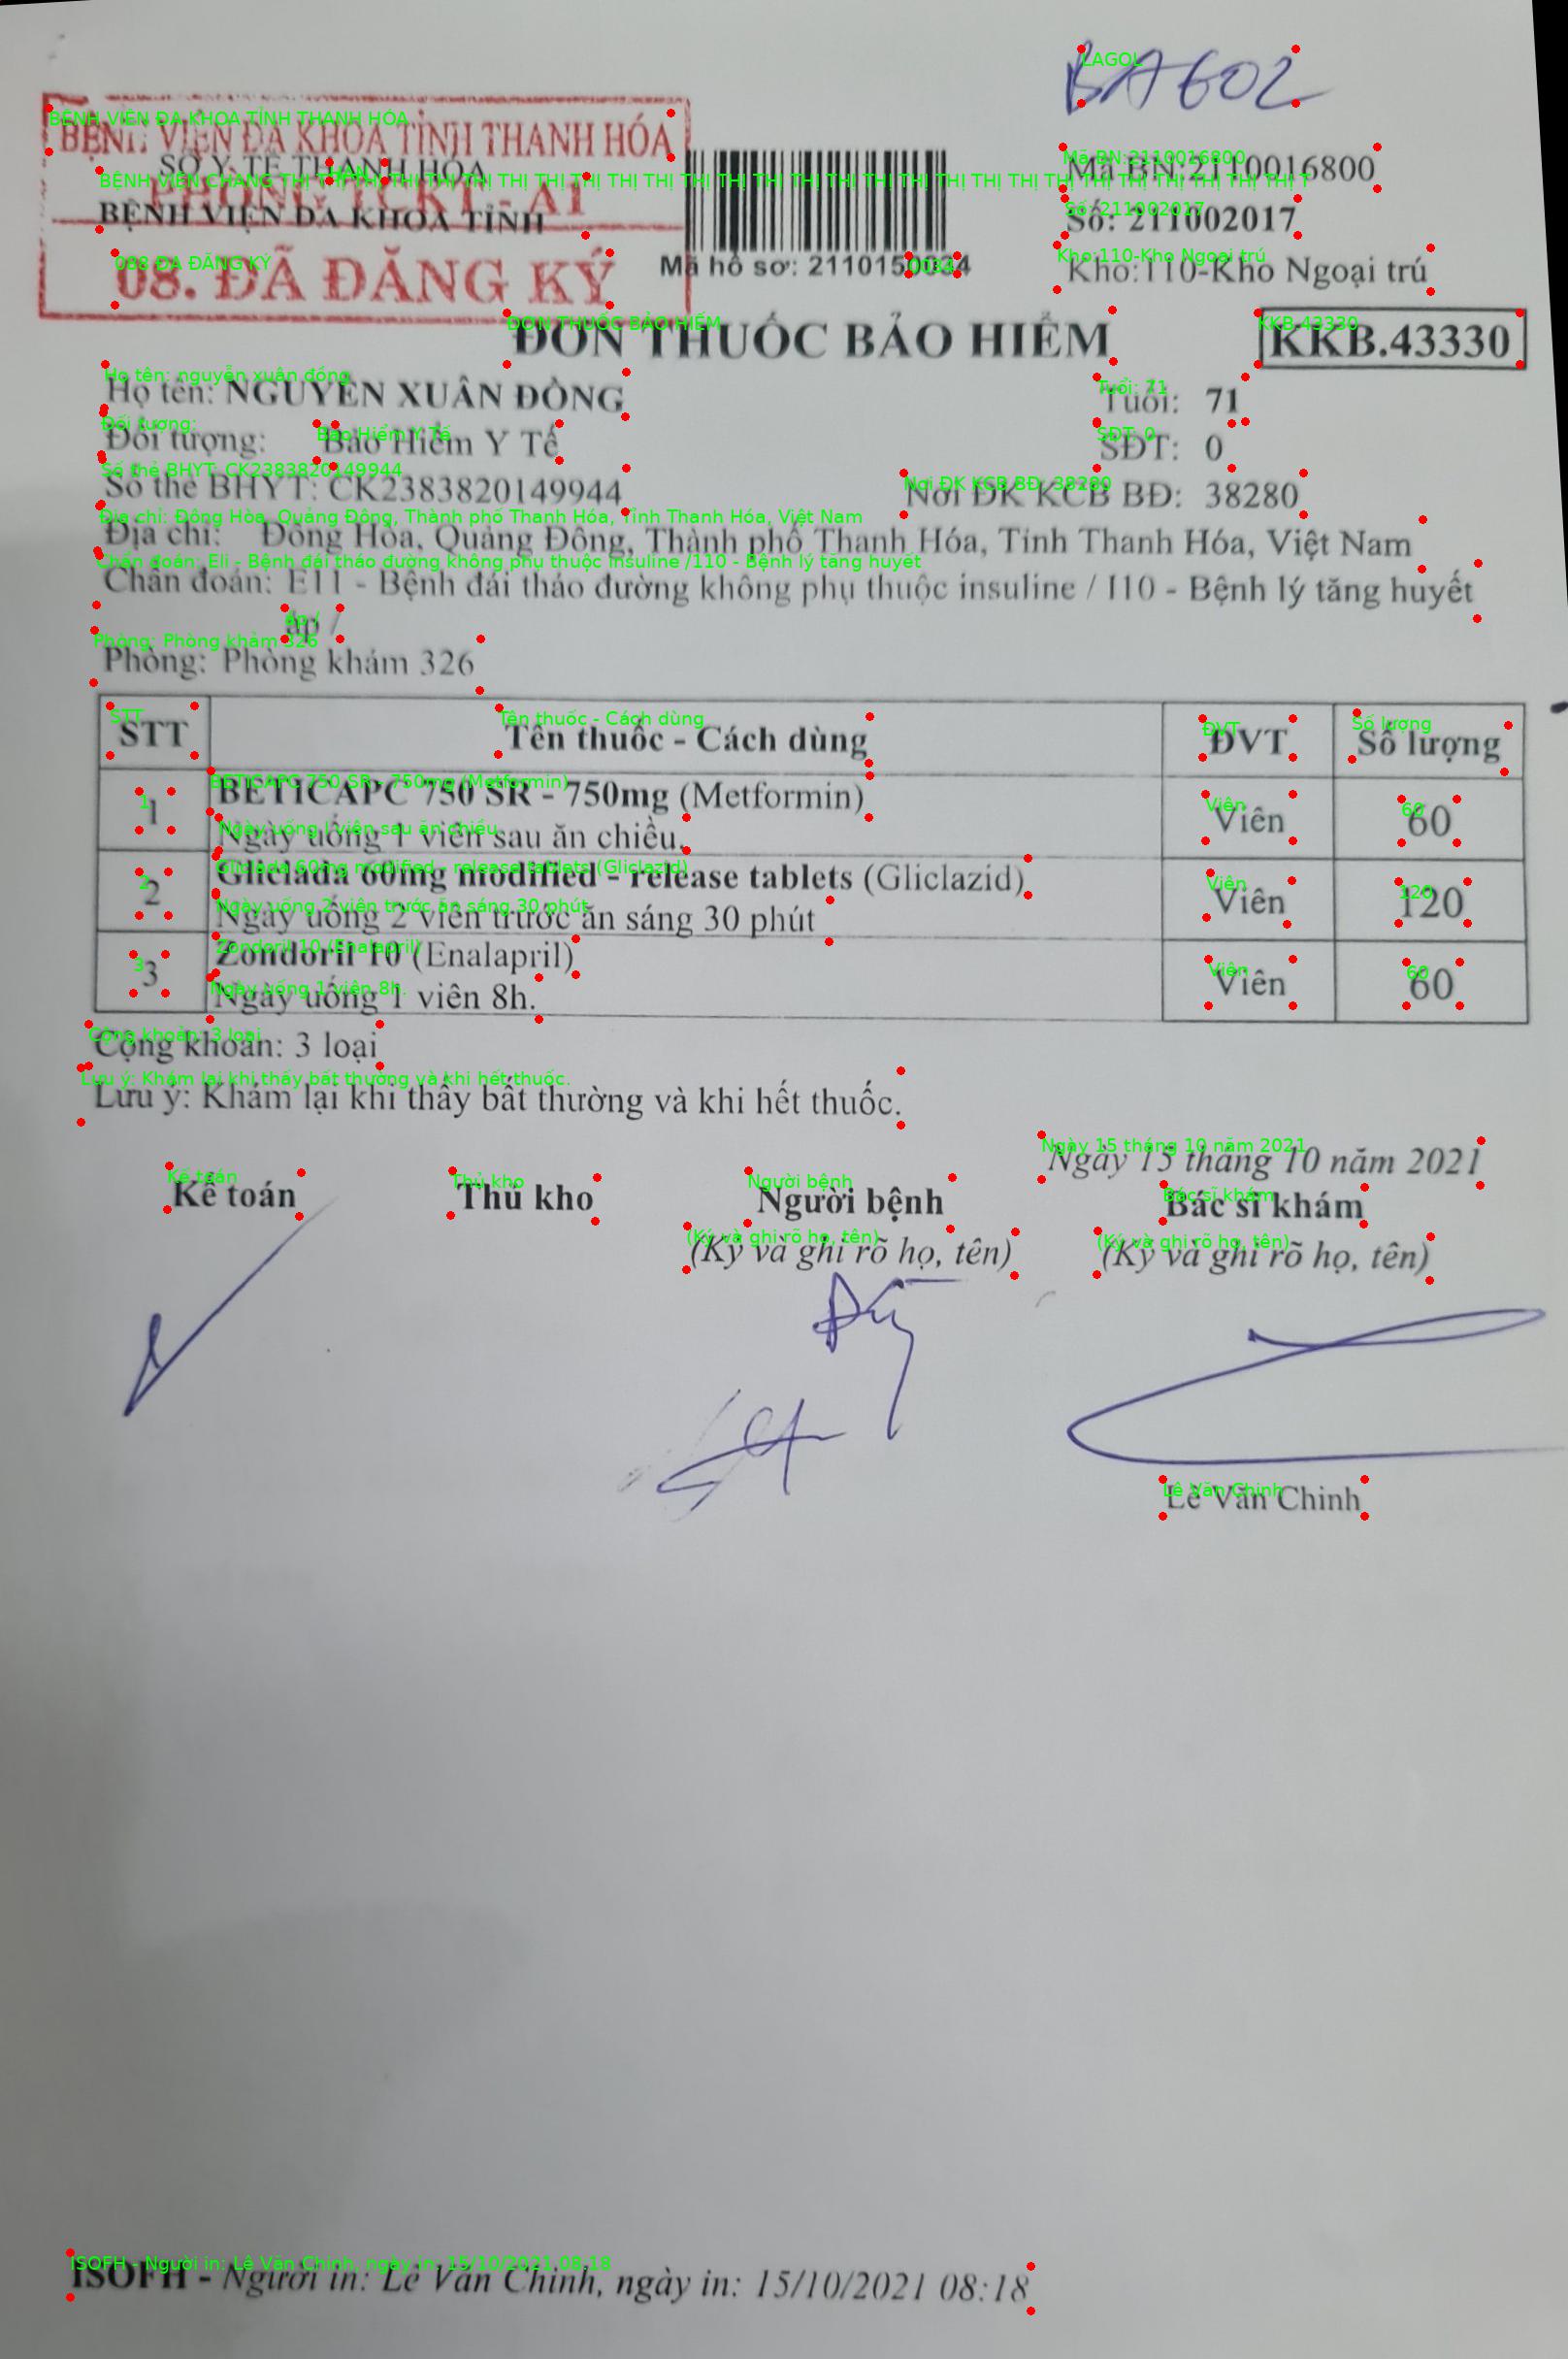 BA602
BỆNH VIỆN ĐA KHOA TỈNH THANH HÓA
SỞ Y TẾ THANH HÓA
PHÒNG TCKT - A1
BỆNH VIỆN ĐA KHOA TỈNH
08. ĐÃ ĐĂNG KÝ
Mã hồ sơ: 2110150034
Mã BN:2110016800
Số: 211002017
Kho:110-Kho Ngoại trú
ĐƠN THUỐC BẢO HIỂM
KKB.43330
Họ tên: NGUYỄN XUÂN ĐÒNG Tuổi: 71
Đối tượng: Bảo Hiểm Y Tế SĐT: 0
Số thẻ BHYT: CK2383820149944 Nơi ĐK KCB BĐ: 38280
Địa chỉ: Đông Hòa, Quảng Đông, Thành phố Thanh Hóa, Tỉnh Thanh Hóa, Việt Nam
Chẩn đoán: E11 - Bệnh đái tháo đường không phụ thuộc insuline / I10 - Bệnh lý tăng huyết
áp /
Phòng: Phòng khám 326
STT Tên thuốc - Cách dùng ĐVT Số lượng
1 BETICAPC 750 SR - 750mg (Metformin) Viên 60
Ngày uống 1 viên sau ăn chiều.
2 Gliclada 60mg modified - release tablets (Gliclazid) Viên 120
Ngày uống 2 viên trước ăn sáng 30 phút
3 Zondoril 10 (Enalapril) Viên 60
Ngày uống 1 viên 8h.
Cộng khoản: 3 loại
Lưu ý: Khám lại khi thấy bất thường và khi hết thuốc.
Ngày 15 tháng 10 năm 2021
Kế toán Thủ kho Người bệnh Bác sĩ khám
(Ký và ghi rõ họ, tên) (Ký và ghi rõ họ, tên)
Lê Văn Chinh
ISOFH - Người in: Lê Văn Chinh, ngày in: 15/10/2021 08:18